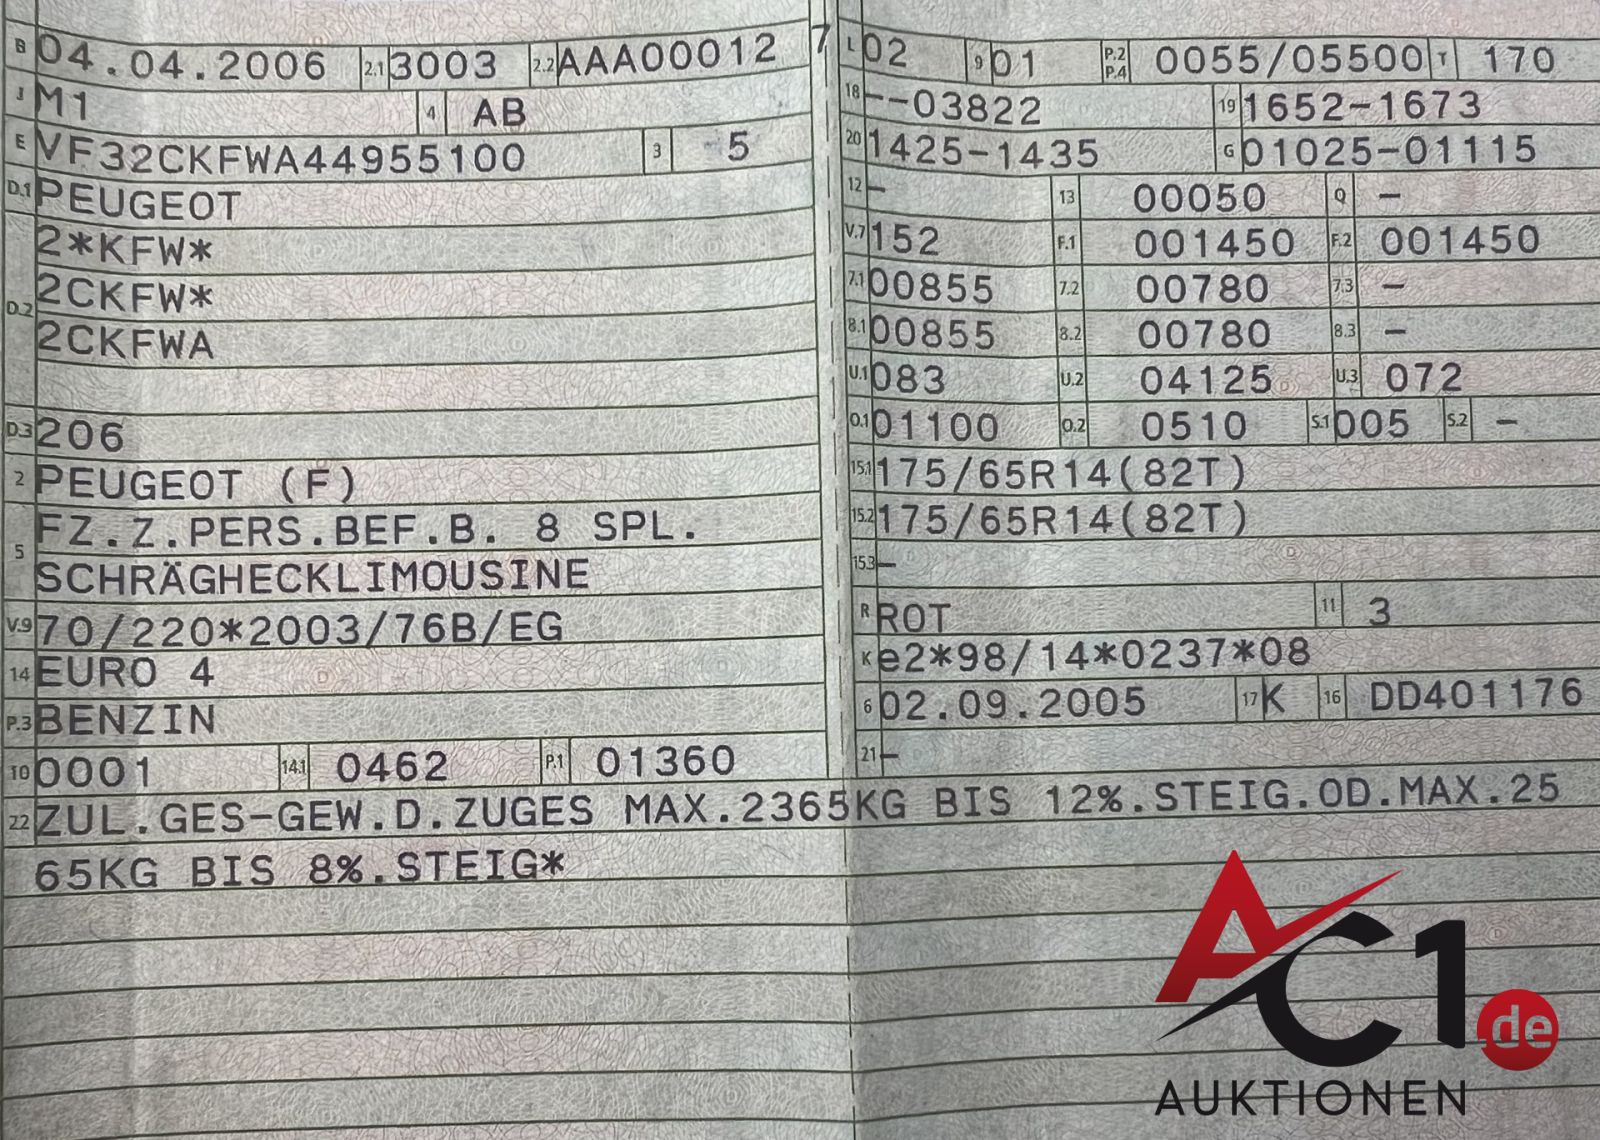 B 04.04.2006 2.1 3003 2.2 AAA00012 7
J M1 4 AB
E VF32CKFWA44955100 3 5
D.1 PEUGEOT
2*KFW*
D.2 2CKFW*
2CKFWA
D.3 206
2 PEUGEOT (F)
5 FZ.Z.PERS.BEF.B. 8 SPL.
SCHRÄGHECKLIMOUSINE
V.9 70/220*2003/76B/EG
14 EURO 4
P.3 BENZIN
10 0001 14.1 0462 P.1 01360
L 02 9 01 P.2 P.4 0055/05500 T 170
18 --03822 19 1652-1673
20 1425-1435 G 01025-01115
12 - 13 00050 Q -
V.7 152 F.1 001450 F.2 001450
7.1 00855 7.2 00780 7.3 -
8.1 00855 8.2 00780 8.3 -
U.1 083 U.2 04125 U.3 072
O.1 01100 O.2 0510 S.1 005 S.2 -
15.1 175/65R14(82T)
15.2 175/65R14(82T)
15.3 -
R ROT 11 3
K e2*98/14*0237*08
6 02.09.2005 17 K 16 DD401176
21 -
22 ZUL.GES-GEW.D.ZUGES MAX.2365KG BIS 12%.STEIG.OD.MAX.25
65KG BIS 8%.STEIG*
AC1
.de
AUKTIONEN